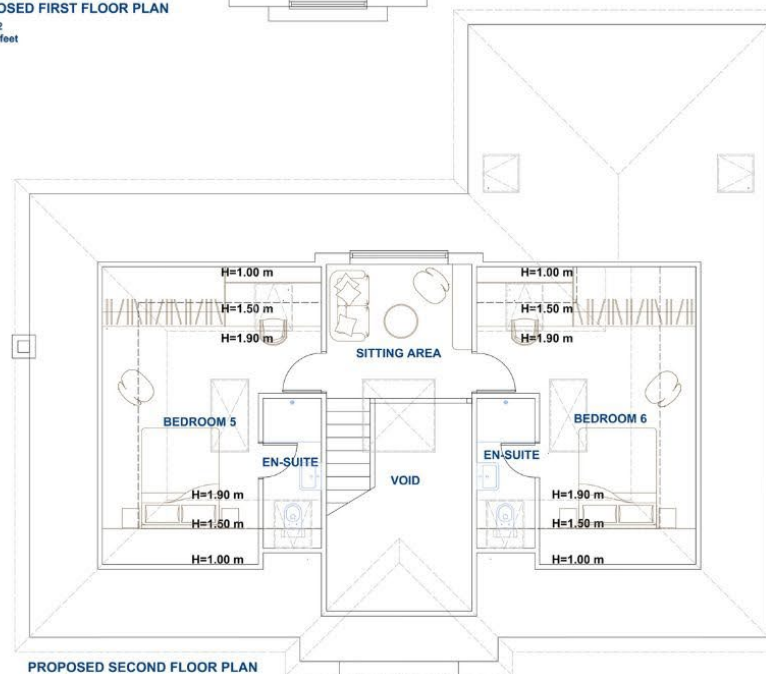 OSED FIRST FLOOR PLAN
2
feet
H=1.00 m
H=1.00 m
H=1.50 m
H=1.50 m
H=1.90 m
H=1.90 m
SITTING AREA
BEDROOM 5
BEDROOM 6
EN-SUITE
EN-SUITE
VOID
H=1.90 m
H=1.90 m
H=1.50 m
H=1.50 m
H=1.00 m
H=1.00 m
PROPOSED SECOND FLOOR PLAN